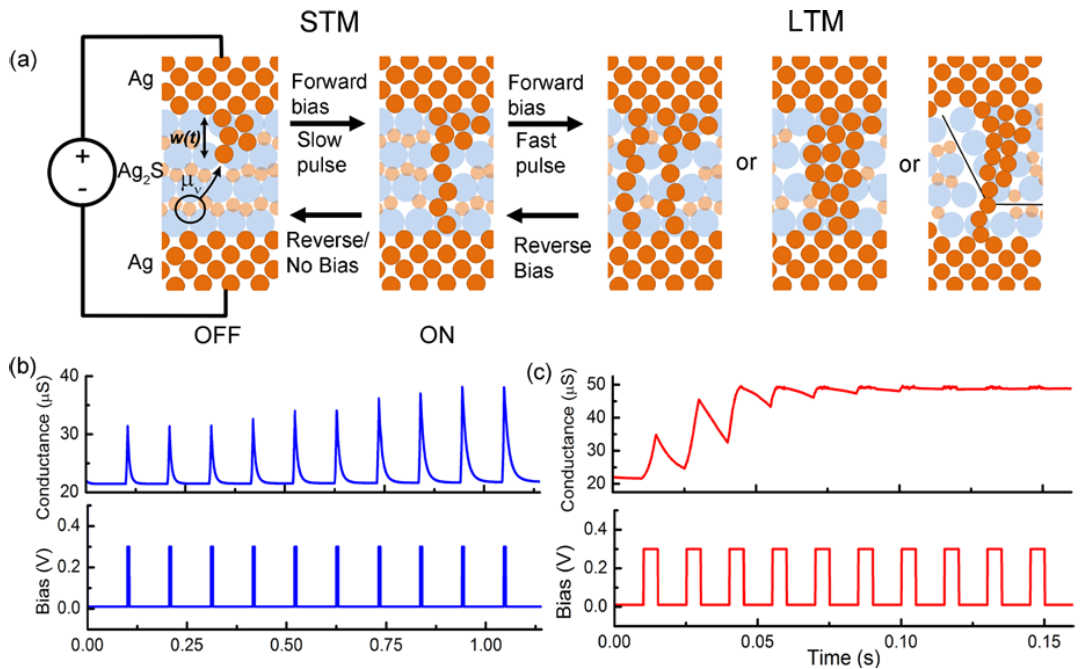 STM
LTM
(a)
Ag
w(t)
Ag₂S
μᵥ
Ag
+
-
Forward
bias
Slow
pulse
Reverse/
No Bias
Forward
bias
Fast
pulse
Reverse
Bias
or
or
OFF
ON
(b)
Conductance (μS)
40
30
20
Bias (V)
0.4
0.2
0.0
0.00
0.25
0.50
0.75
1.00
(c)
Conductance (μS)
50
40
30
20
Bias (V)
0.4
0.2
0.0
0.00
0.05
0.10
0.15
Time (s)